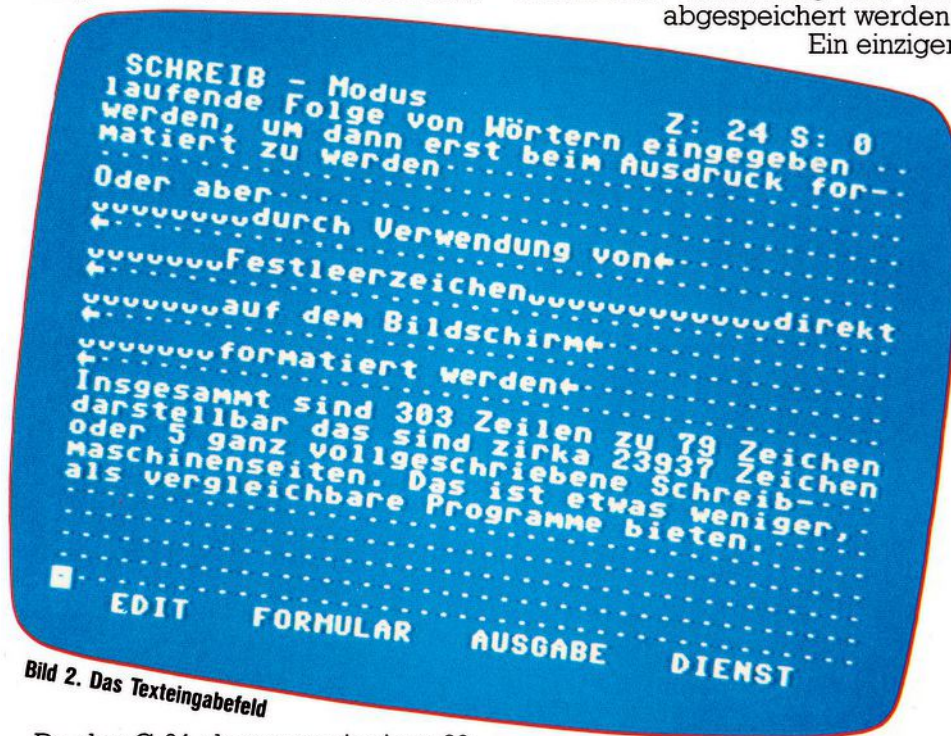 abgespeichert werden
Ein einziger
SCHREIB - Modus Z: 24 S: 0
laufende Folge von Wörtern eingegeben
werden, um dann erst beim Ausdruck for-
matiert zu werden
Oder aber
durch Verwendung von←
←
Festleerzeichen direkt
←
auf dem Bildschirm←
←
formatiert werden←
←
Insgesammt sind 303 Zeilen zu 79 Zeichen
darstellbar das sind zirka 23937 Zeichen
oder 5 ganz vollgeschriebene Schreib-
maschinenseiten. Das ist etwas weniger,
als vergleichbare Programme bieten.
EDIT FORMULAR AUSGABE DIENST
Bild 2. Das Texteingabefeld